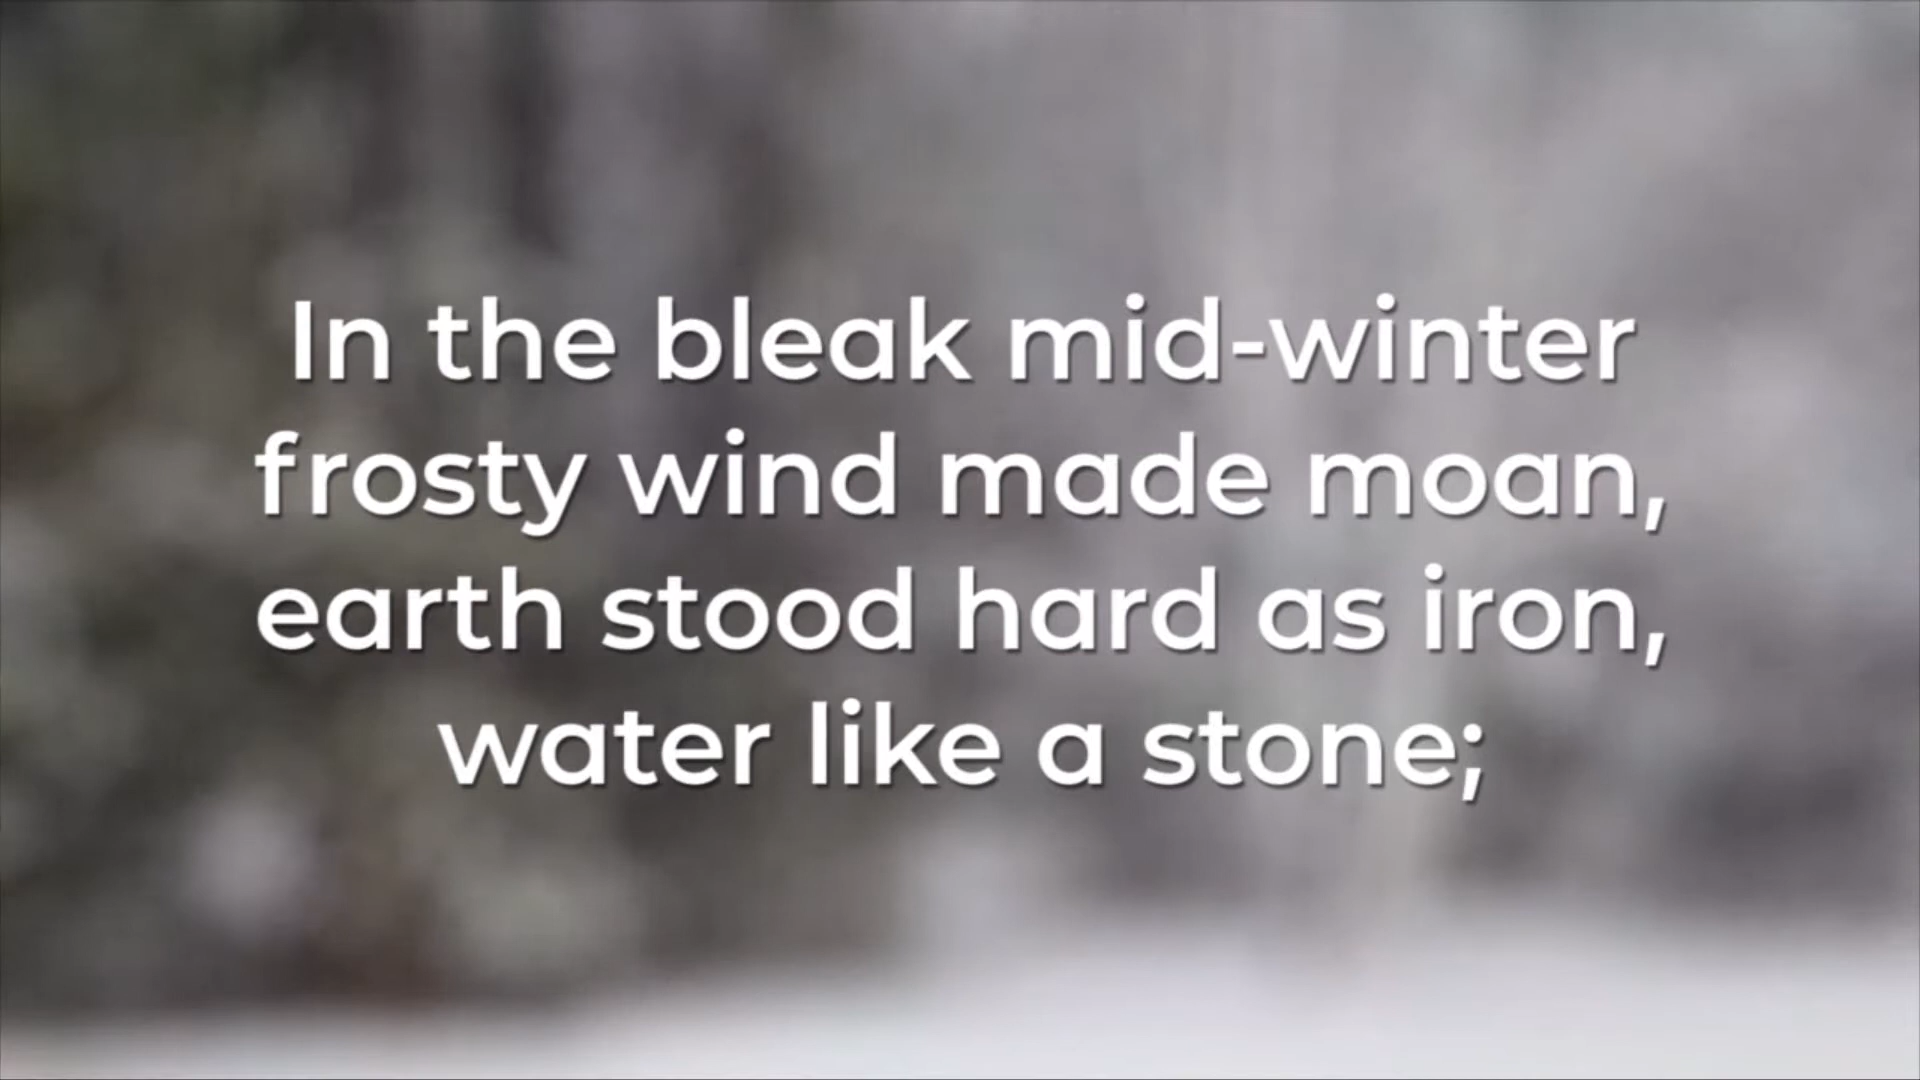 In the bleak mid-winter
frosty wind made moan,
earth stood hard as iron,
water like a stone;